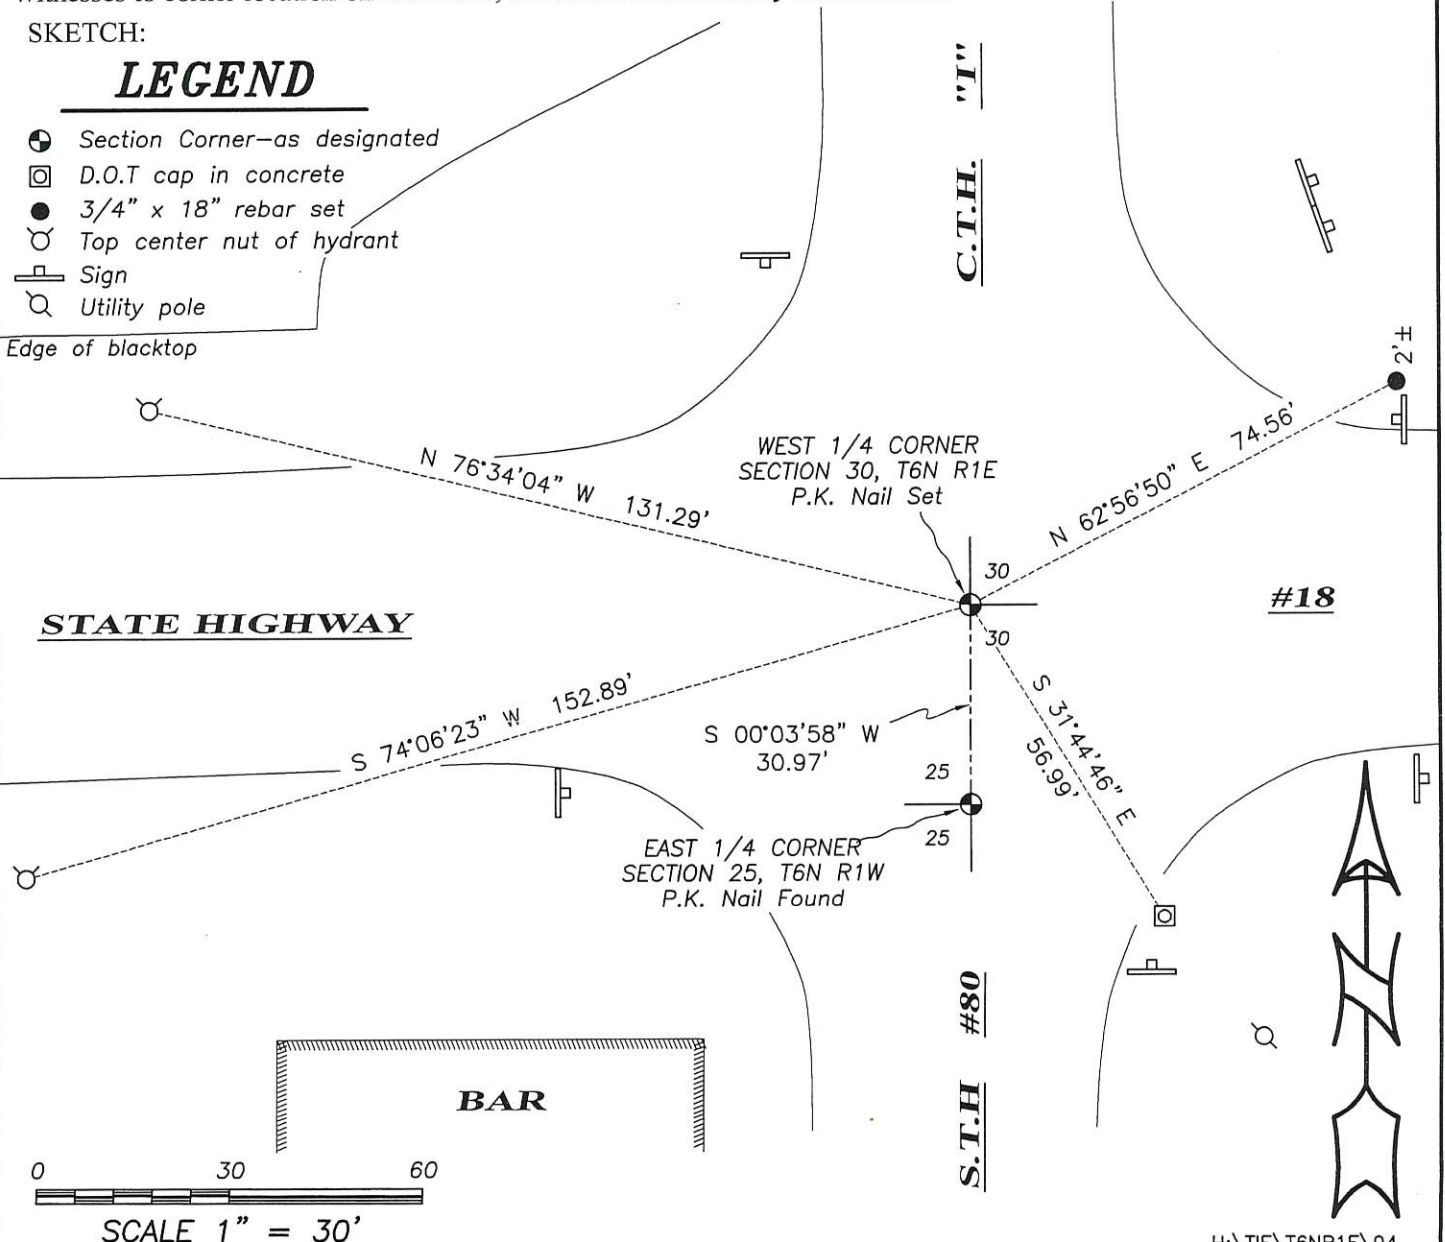 SKETCH:
LEGEND
Section Corner-as designated
D.O.T cap in concrete
3/4" x 18" rebar set
Top center nut of hydrant
Sign
Utility pole
Edge of blacktop
C.T.H. "I"
2'±
WEST 1/4 CORNER
SECTION 30, T6N R1E
P.K. Nail Set
N 76°34'04" W 131.29'
N 62°56'50" E 74.56'
30
30
STATE HIGHWAY
#18
S 74°06'23" W 152.89'
S 00°03'58" W
30.97'
S 31°44'46" E
56.99'
25
25
EAST 1/4 CORNER
SECTION 25, T6N R1W
P.K. Nail Found
S.T.H #80
BAR
N
0 30 60
SCALE 1" = 30'